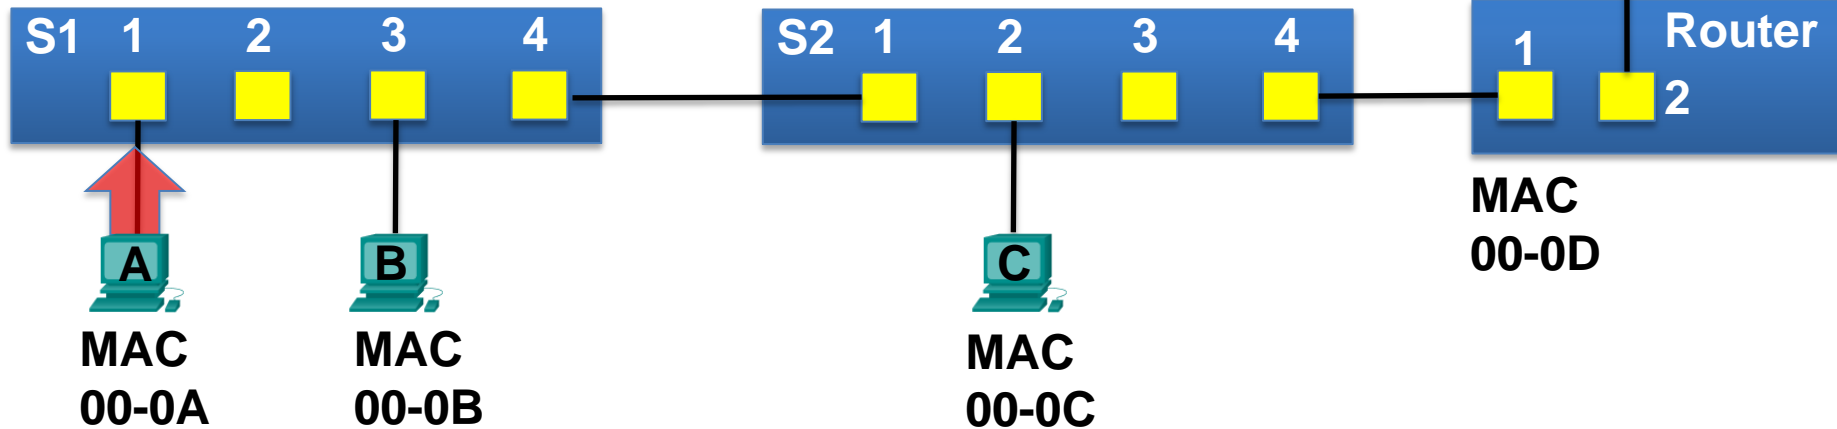 S1 1 2 3 4
S2 1 2 3 4
1 Router
2
A
B
C
MAC
00-0A
MAC
00-0B
MAC
00-0C
MAC
00-0D